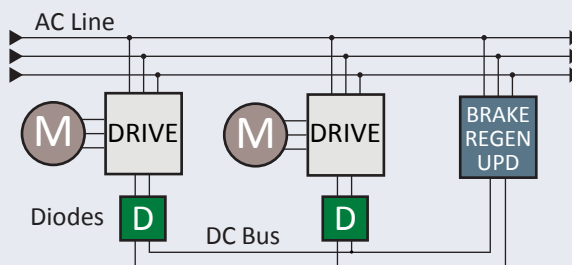 AC Line
M DRIVE M DRIVE BRAKE
REGEN
UPD
Diodes D D
DC Bus